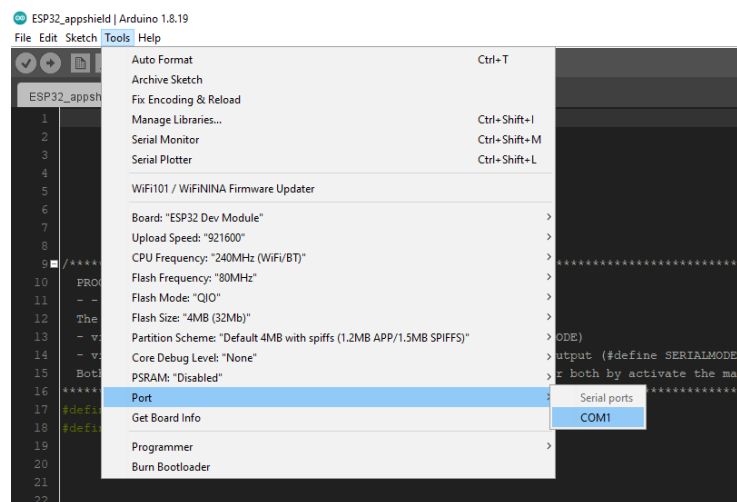 ESP32_appshield | Arduino 1.8.19
File Edit Sketch Tools Help
Auto Format Ctrl+T
Archive Sketch
Fix Encoding & Reload
Manage Libraries... Ctrl+Shift+I
Serial Monitor Ctrl+Shift+M
Serial Plotter Ctrl+Shift+L
WiFi101 / WiFiNINA Firmware Updater
Board: "ESP32 Dev Module"
Upload Speed: "921600"
CPU Frequency: "240MHz (WiFi/BT)"
Flash Frequency: "80MHz"
Flash Mode: "QIO"
Flash Size: "4MB (32Mb)"
Partition Scheme: "Default 4MB with spiffs (1.2MB APP/1.5MB SPIFFS)"
Core Debug Level: "None"
PSRAM: "Disabled"
Port
Get Board Info
Programmer
Burn Bootloader
Serial ports
COM1
ESP32_appsh
1
2
3
4
5
6
7
8
9 /**** ******************************
10 PROG
11 - -
12 The
13 - v ODE)
14 - v utput (#define SERIALMODE
15 Bot r both by activate the ma
16 *****
17 #defi
18 #defi
19
20
21
22